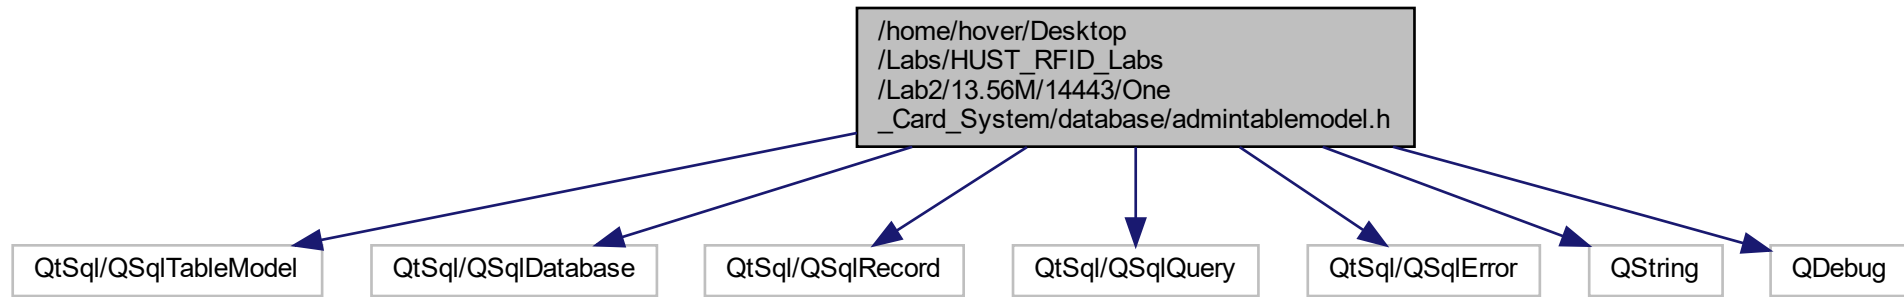 /home/hover/Desktop
/Labs/HUST_RFID_Labs
/Lab2/13.56M/14443/One
_Card_System/database/admintablemodel.h
QtSql/QSqlTableModel
QtSql/QSqlDatabase
QtSql/QSqlRecord
QtSql/QSqlQuery
QtSql/QSqlError
QString
QDebug